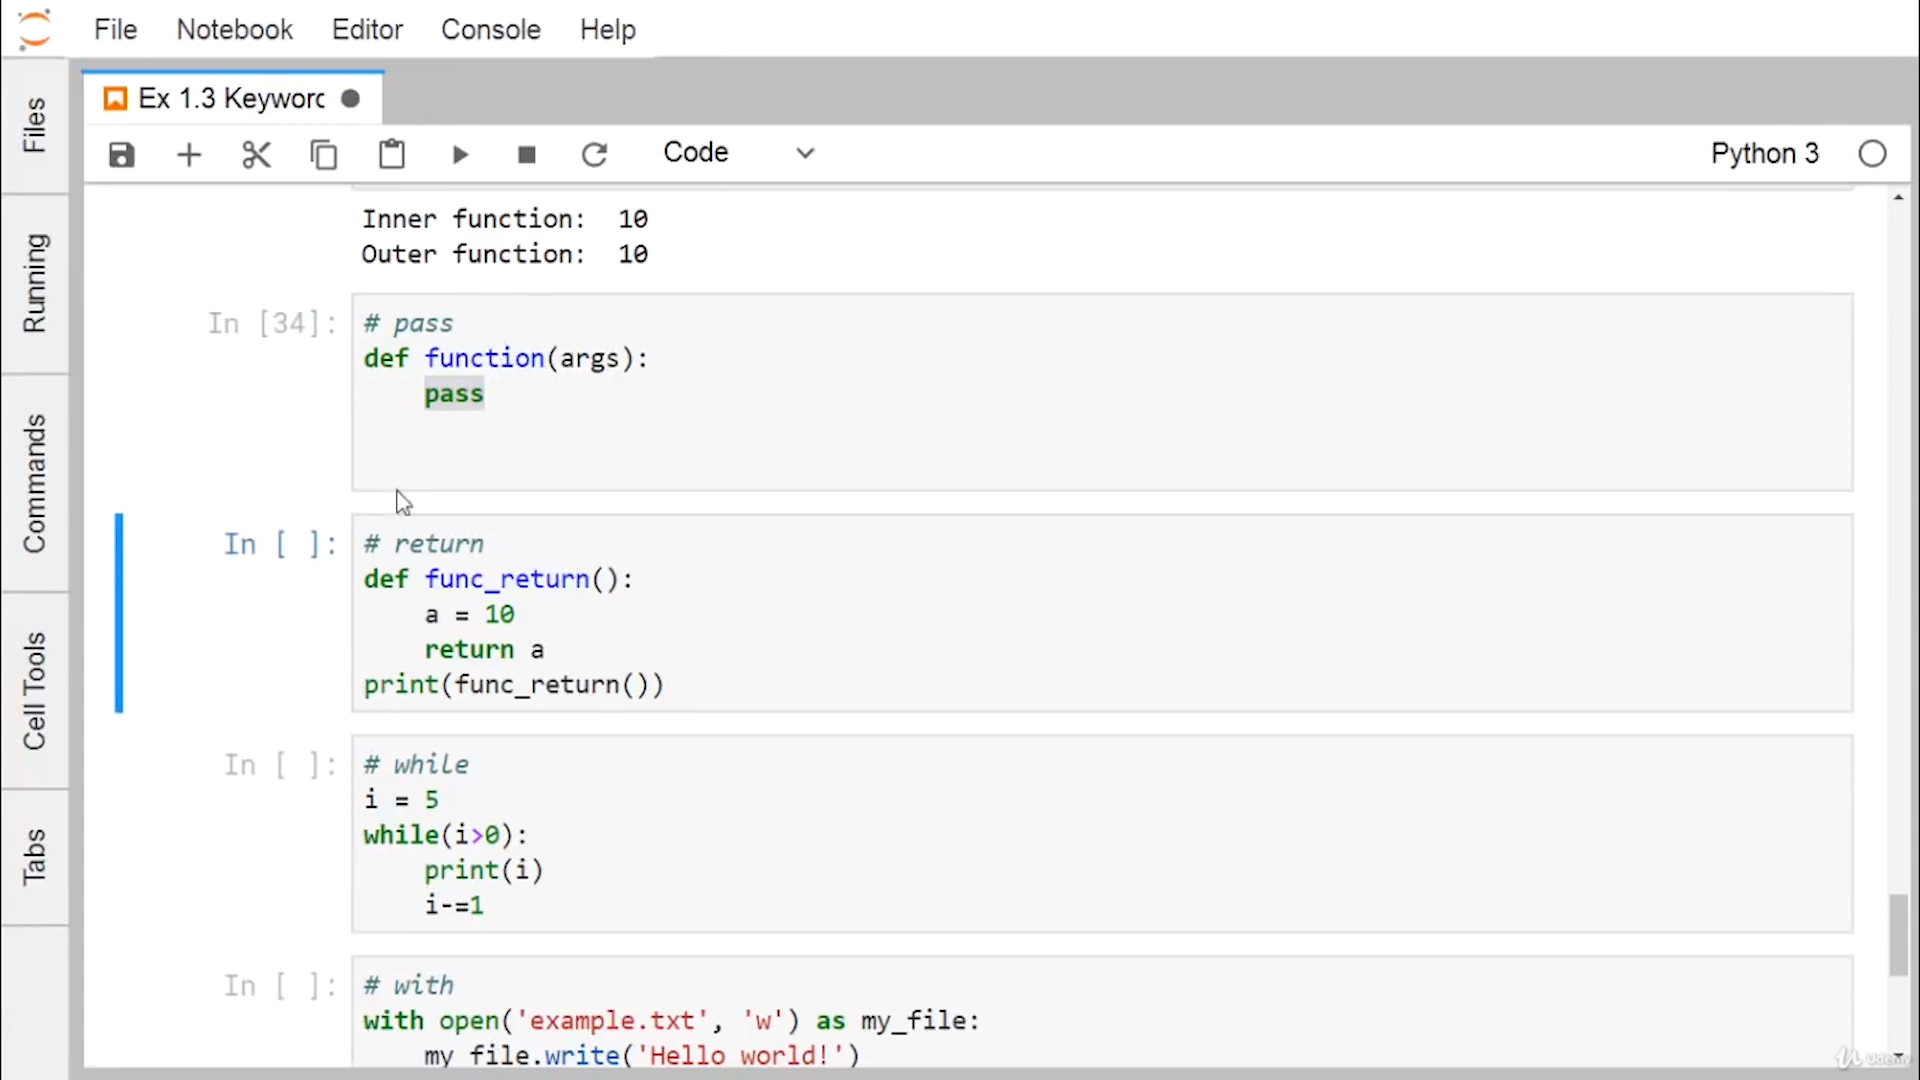 File Notebook Editor Console Help
Ex 1.3 Keyword
Code
Python 3
Files
Running
Commands
Cell Tools
Tabs
Inner function:  10
Outer function:  10
In [34]:
# pass
def function(args):
    pass
In [ ]:
# return
def func_return():
    a = 10
    return a
print(func_return())
In [ ]:
# while
i = 5
while(i>0):
    print(i)
    i-=1
In [ ]:
# with
with open('example.txt', 'w') as my_file:
    my_file.write('Hello world!')
Udemy